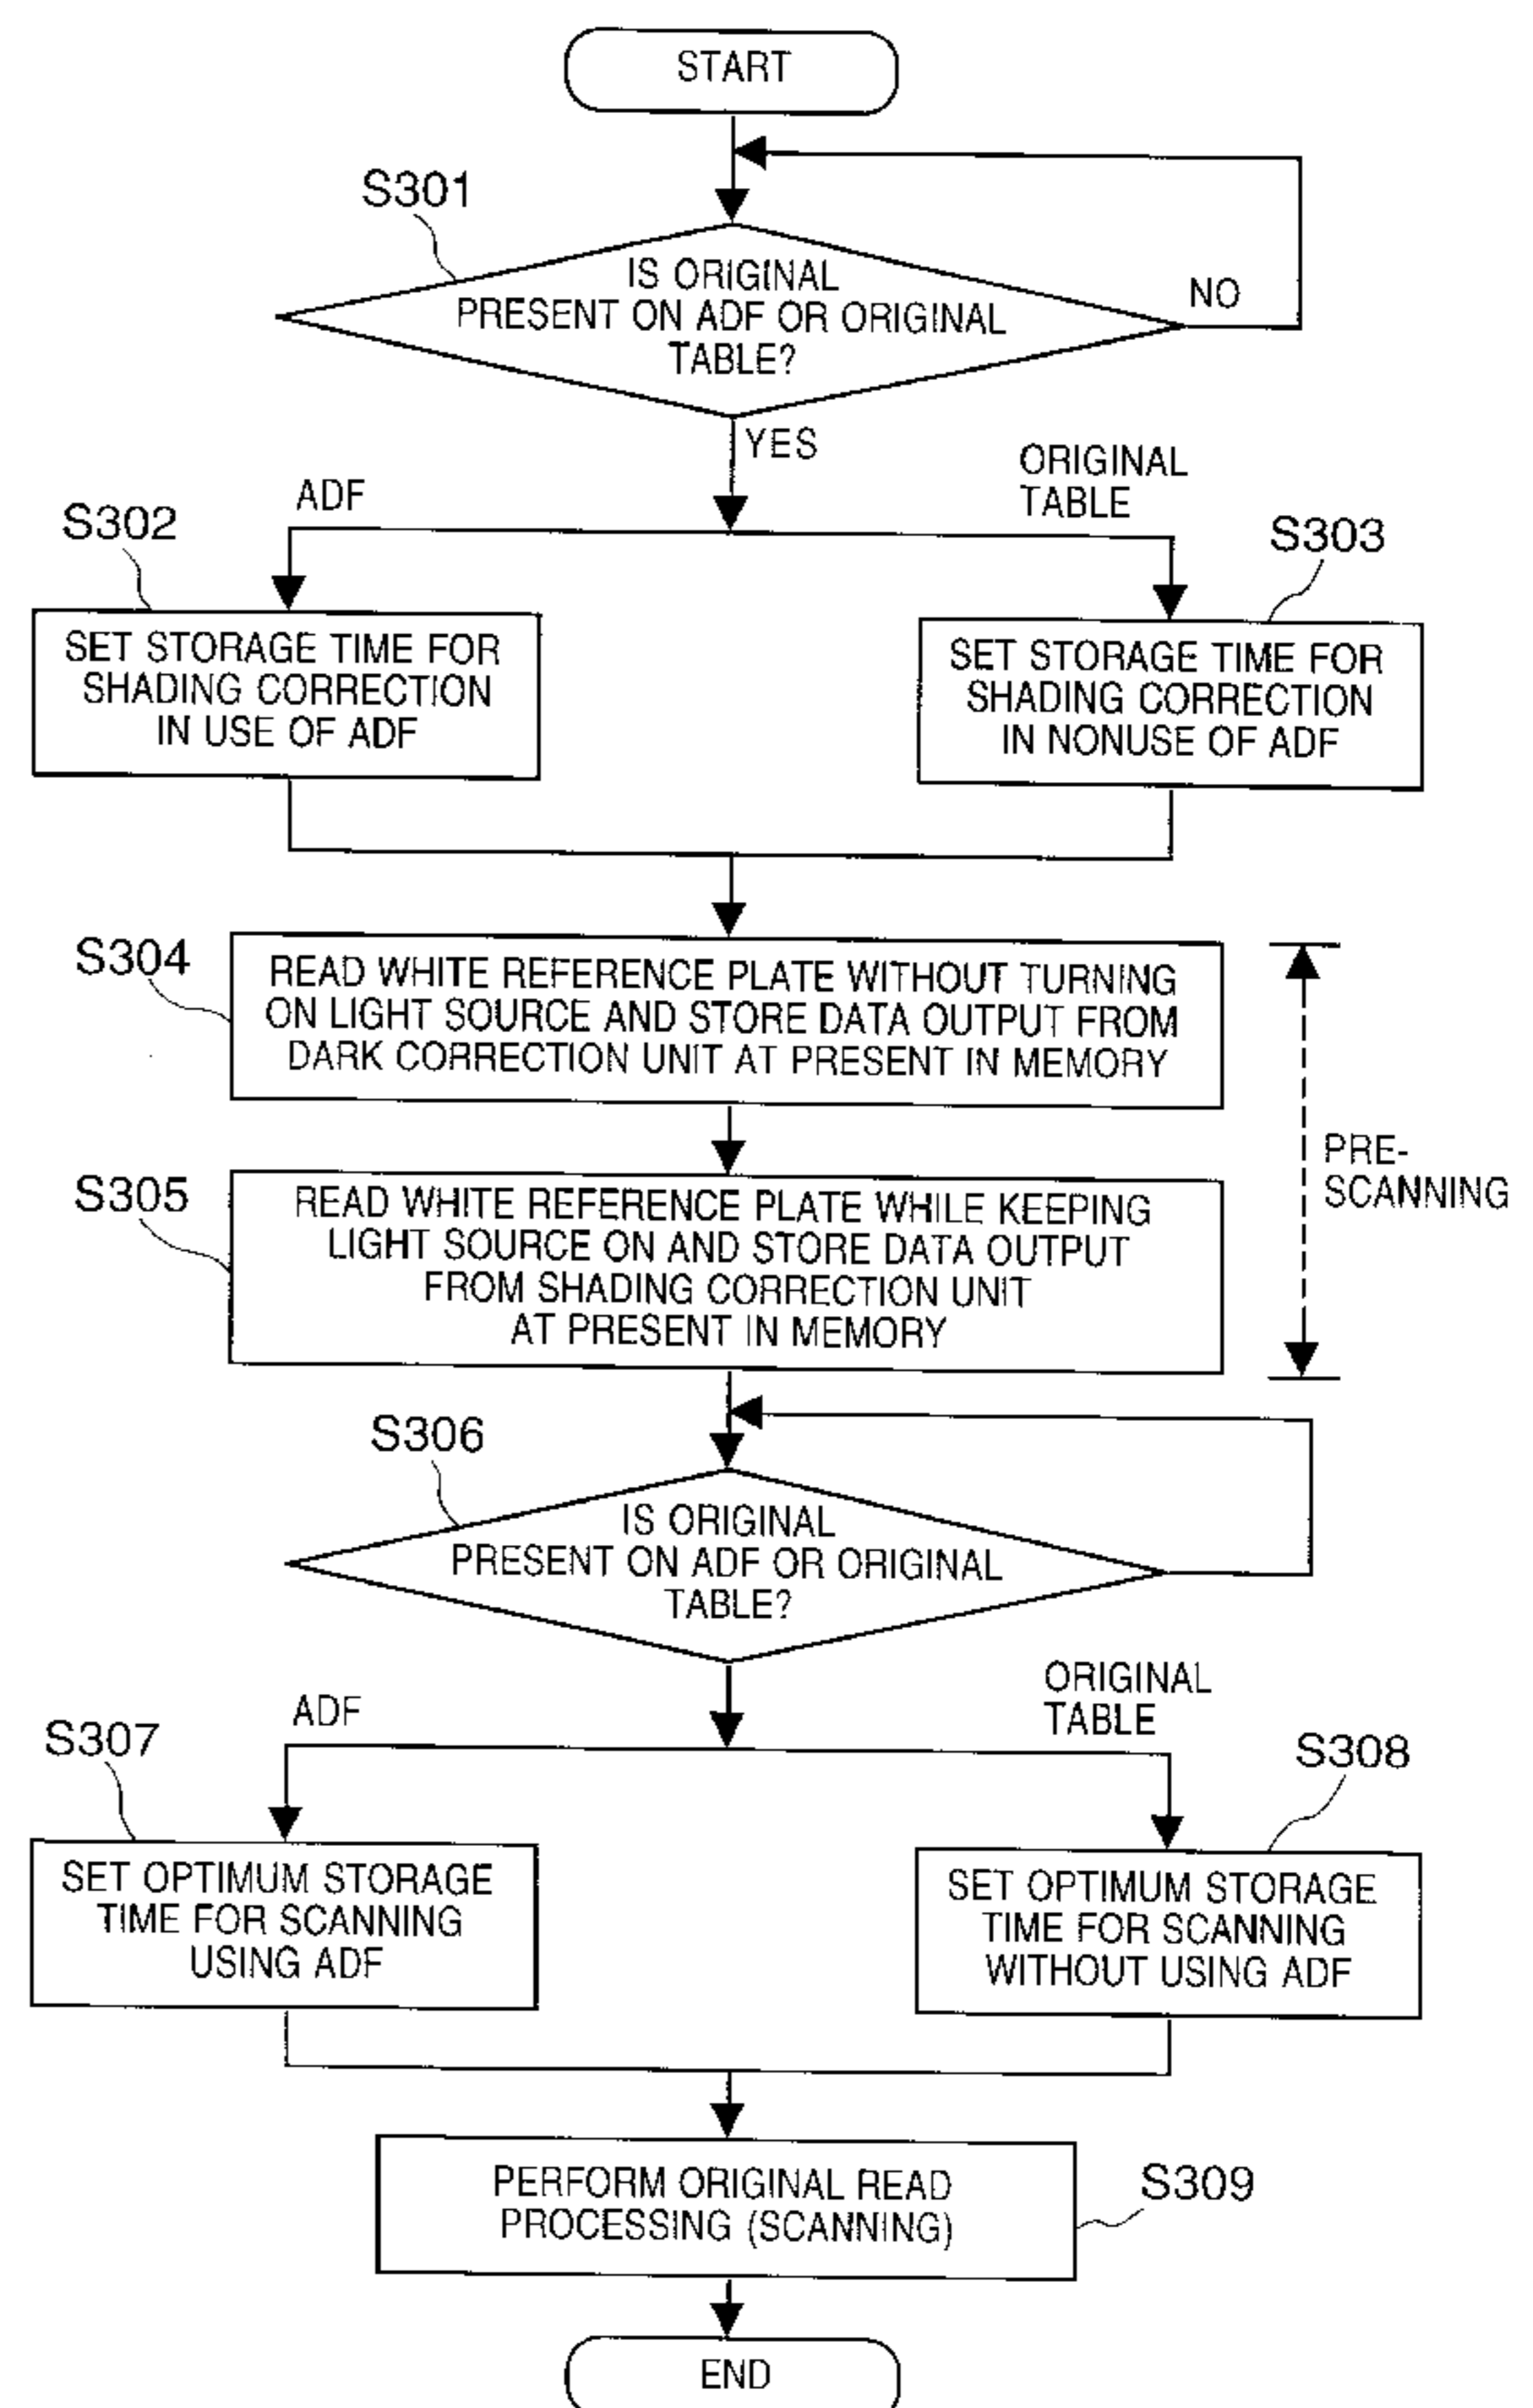 START
S301
IS ORIGINAL
PRESENT ON ADF OR ORIGINAL
TABLE?
NO
YES
ADF
ORIGINAL
TABLE
S302
S303
SET STORAGE TIME FOR
SHADING CORRECTION
IN USE OF ADF
SET STORAGE TIME FOR
SHADING CORRECTION
IN NONUSE OF ADF
S304
READ WHITE REFERENCE PLATE WITHOUT TURNING
ON LIGHT SOURCE AND STORE DATA OUTPUT FROM
DARK CORRECTION UNIT AT PRESENT IN MEMORY
PRE-
SCANNING
S305
READ WHITE REFERENCE PLATE WHILE KEEPING
LIGHT SOURCE ON AND STORE DATA OUTPUT
FROM SHADING CORRECTION UNIT
AT PRESENT IN MEMORY
S306
IS ORIGINAL
PRESENT ON ADF OR ORIGINAL
TABLE?
ADF
ORIGINAL
TABLE
S307
S308
SET OPTIMUM STORAGE
TIME FOR SCANNING
USING ADF
SET OPTIMUM STORAGE
TIME FOR SCANNING
WITHOUT USING ADF
PERFORM ORIGINAL READ
PROCESSING (SCANNING)
S309
END